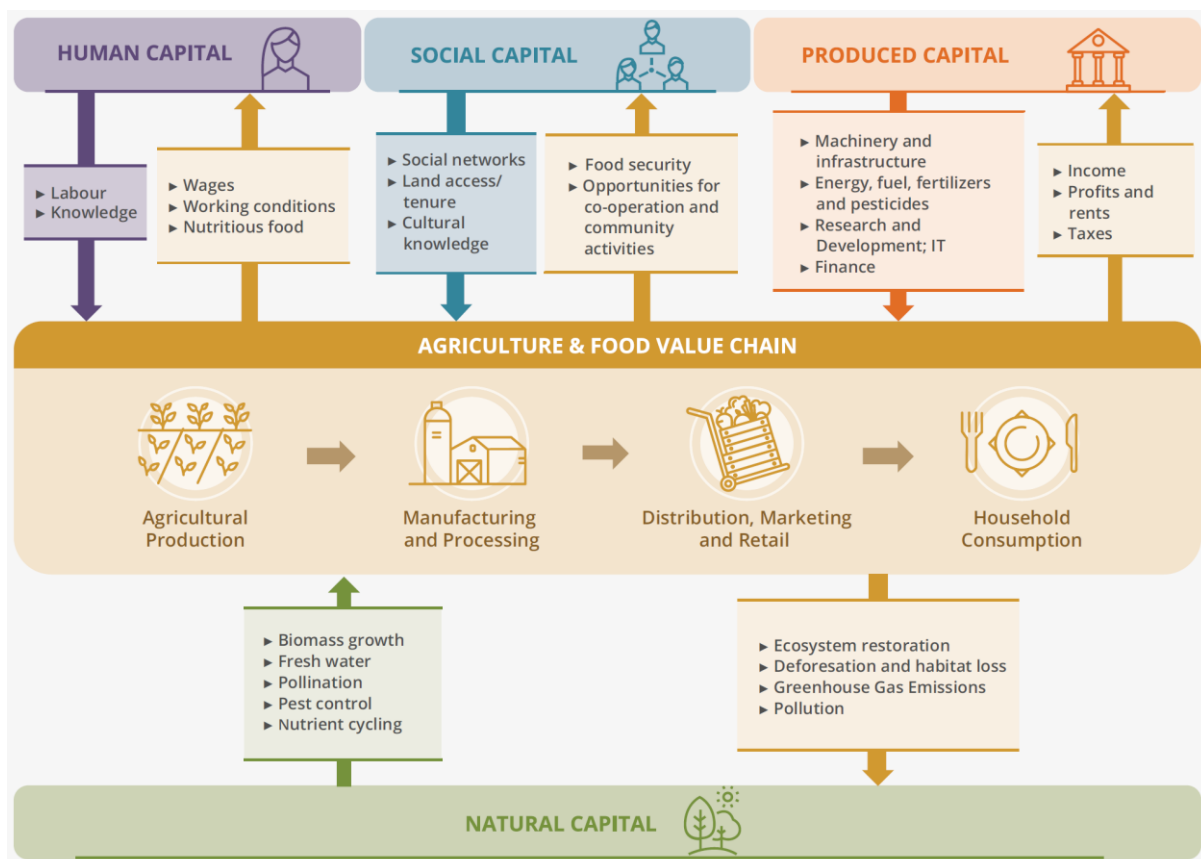 HUMAN CAPITAL
SOCIAL CAPITAL
PRODUCED CAPITAL
► Labour
► Knowledge
► Wages
► Working conditions
► Nutritious food
► Social networks
► Land access/
tenure
► Cultural
knowledge
► Food security
► Opportunities for
co-operation and
community
activities
► Machinery and
infrastructure
► Energy, fuel, fertilizers
and pesticides
► Research and
Development; IT
► Finance
► Income
► Profits and
rents
► Taxes
AGRICULTURE & FOOD VALUE CHAIN
Agricultural
Production
Manufacturing
and Processing
Distribution, Marketing
and Retail
Household
Consumption
► Biomass growth
► Fresh water
► Pollination
► Pest control
► Nutrient cycling
► Ecosystem restoration
► Deforesation and habitat loss
► Greenhouse Gas Emissions
► Pollution
NATURAL CAPITAL